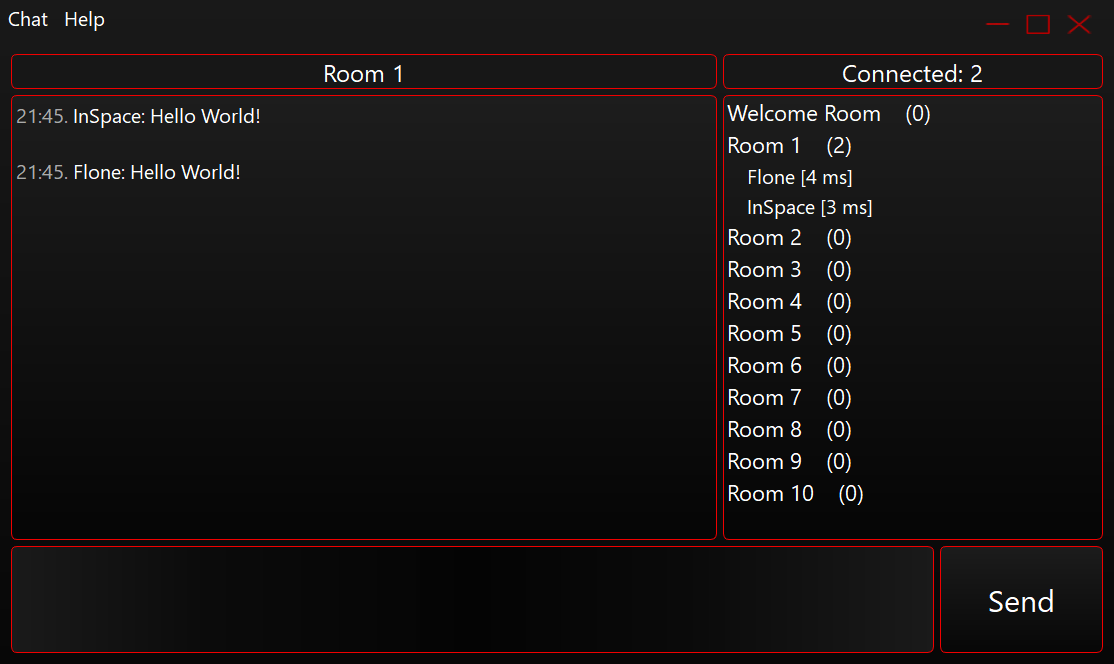 Chat Help
Room 1
Connected: 2
21:45. InSpace: Hello World!
21:45. Flone: Hello World!
Welcome Room (0)
Room 1 (2)
Flone [4 ms]
InSpace [3 ms]
Room 2 (0)
Room 3 (0)
Room 4 (0)
Room 5 (0)
Room 6 (0)
Room 7 (0)
Room 8 (0)
Room 9 (0)
Room 10 (0)
Send